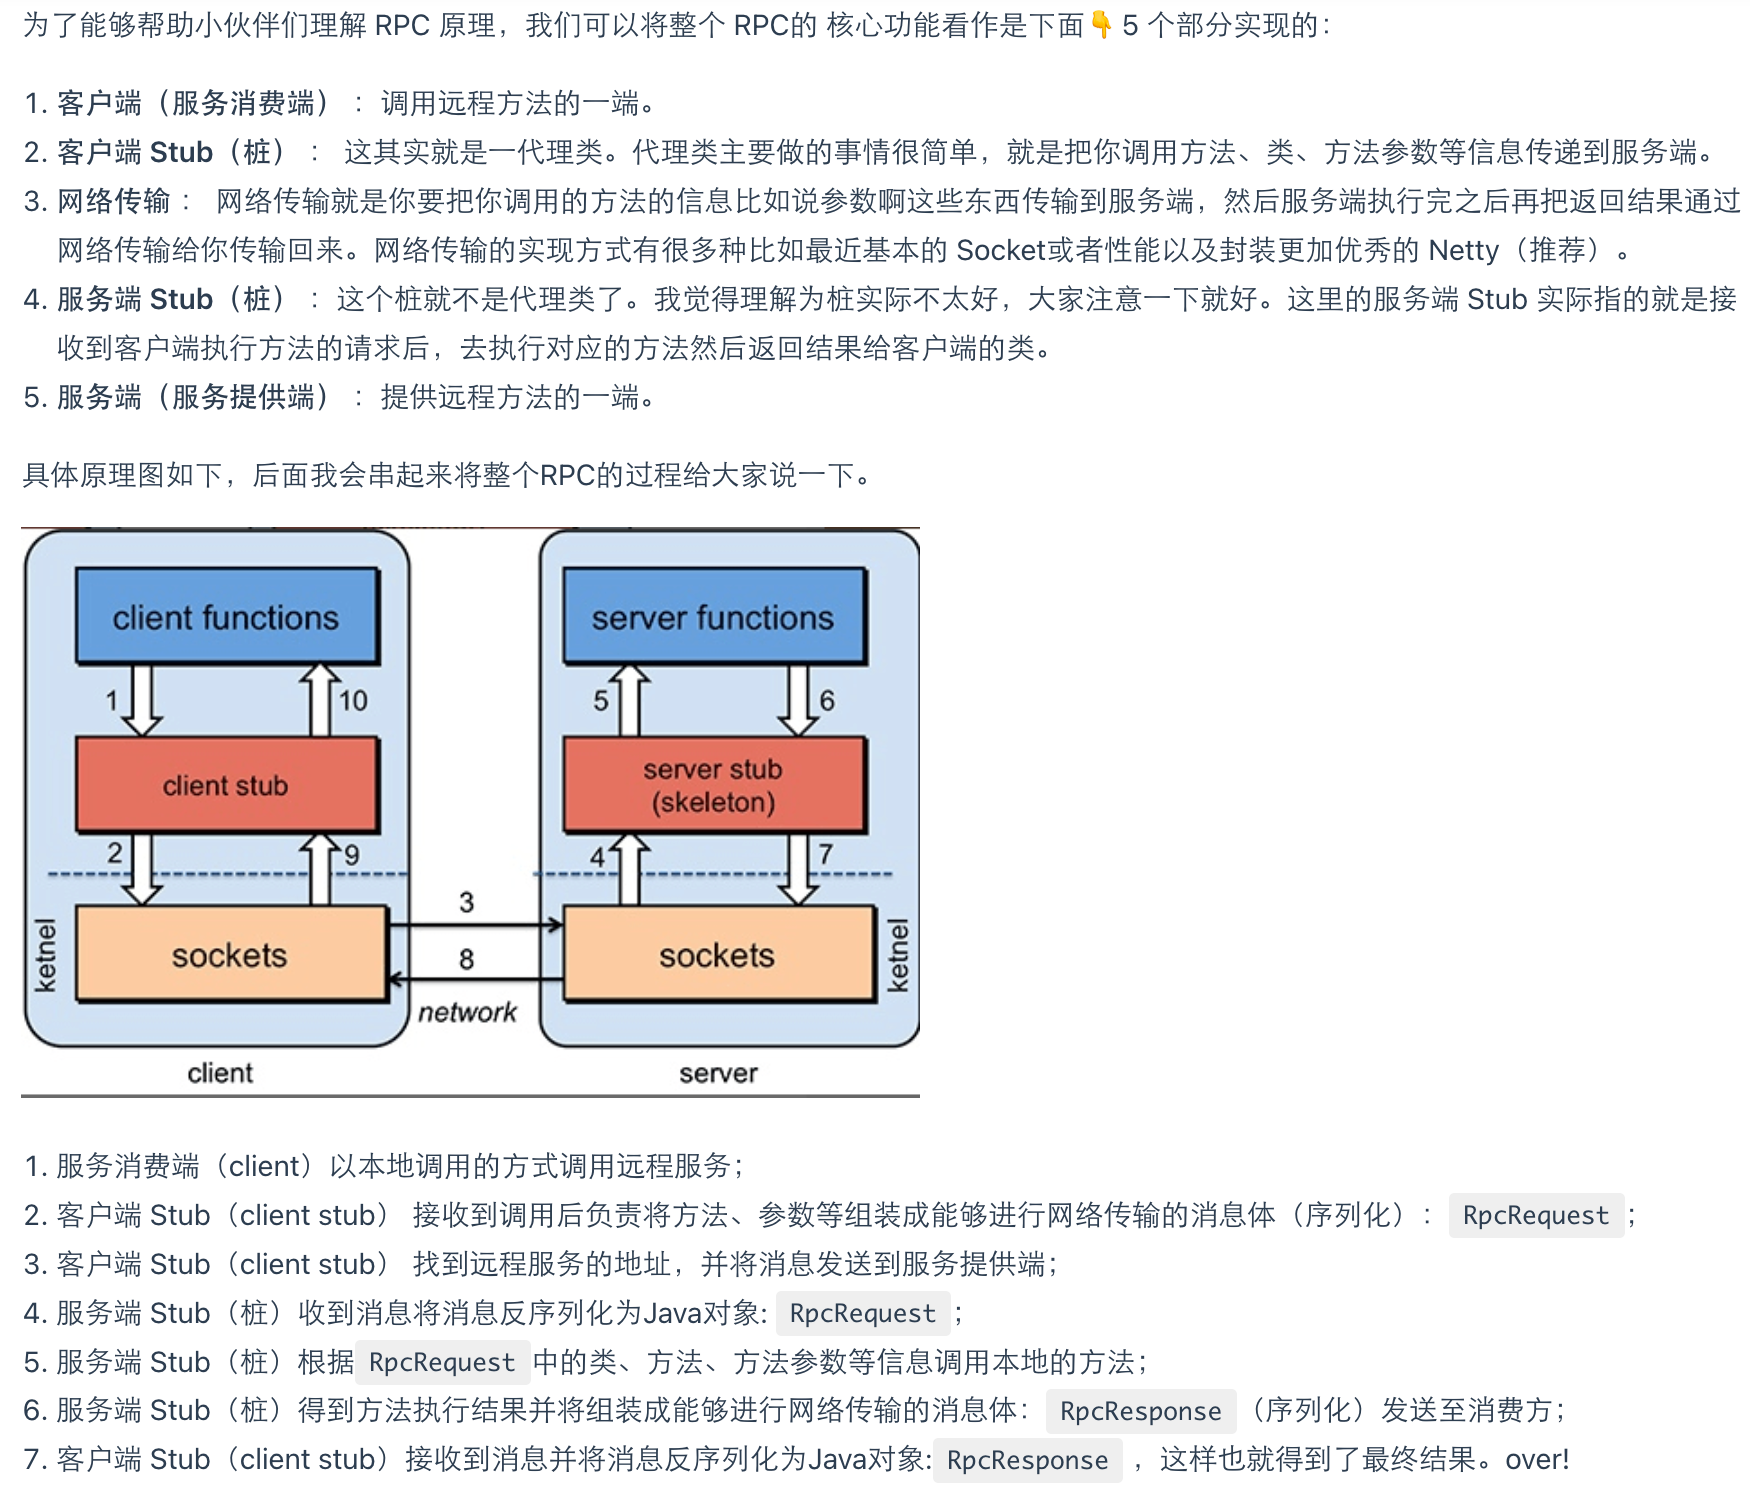 为了能够帮助小伙伴们理解 RPC 原理，我们可以将整个 RPC的 核心功能看作是下面👇 5 个部分实现的：
1. 客户端（服务消费端） ：调用远程方法的一端。
2. 客户端 Stub（桩） ： 这其实就是一代理类。代理类主要做的事情很简单，就是把你调用方法、类、方法参数等信息传递到服务端。
3. 网络传输 ： 网络传输就是你要把你调用的方法的信息比如说参数啊这些东西传输到服务端，然后服务端执行完之后再把返回结果通过
网络传输给你传输回来。网络传输的实现方式有很多种比如最近基本的 Socket或者性能以及封装更加优秀的 Netty（推荐）。
4. 服务端 Stub（桩） ：这个桩就不是代理类了。我觉得理解为桩实际不太好，大家注意一下就好。这里的服务端 Stub 实际指的就是接
收到客户端执行方法的请求后，去执行对应的方法然后返回结果给客户端的类。
5. 服务端（服务提供端） ：提供远程方法的一端。
具体原理图如下，后面我会串起来将整个RPC的过程给大家说一下。
client functions
server functions
1
10
5
6
client stub
server stub
(skeleton)
2
9
4
7
3
ketnel
sockets
sockets
ketnel
8
network
client
server
1. 服务消费端（client）以本地调用的方式调用远程服务；
2. 客户端 Stub（client stub） 接收到调用后负责将方法、参数等组装成能够进行网络传输的消息体（序列化）： RpcRequest；
3. 客户端 Stub（client stub） 找到远程服务的地址，并将消息发送到服务提供端；
4. 服务端 Stub（桩）收到消息将消息反序列化为Java对象: RpcRequest；
5. 服务端 Stub（桩）根据 RpcRequest 中的类、方法、方法参数等信息调用本地的方法；
6. 服务端 Stub（桩）得到方法执行结果并将组装成能够进行网络传输的消息体： RpcResponse （序列化）发送至消费方；
7. 客户端 Stub（client stub）接收到消息并将消息反序列化为Java对象: RpcResponse ，这样也就得到了最终结果。over!